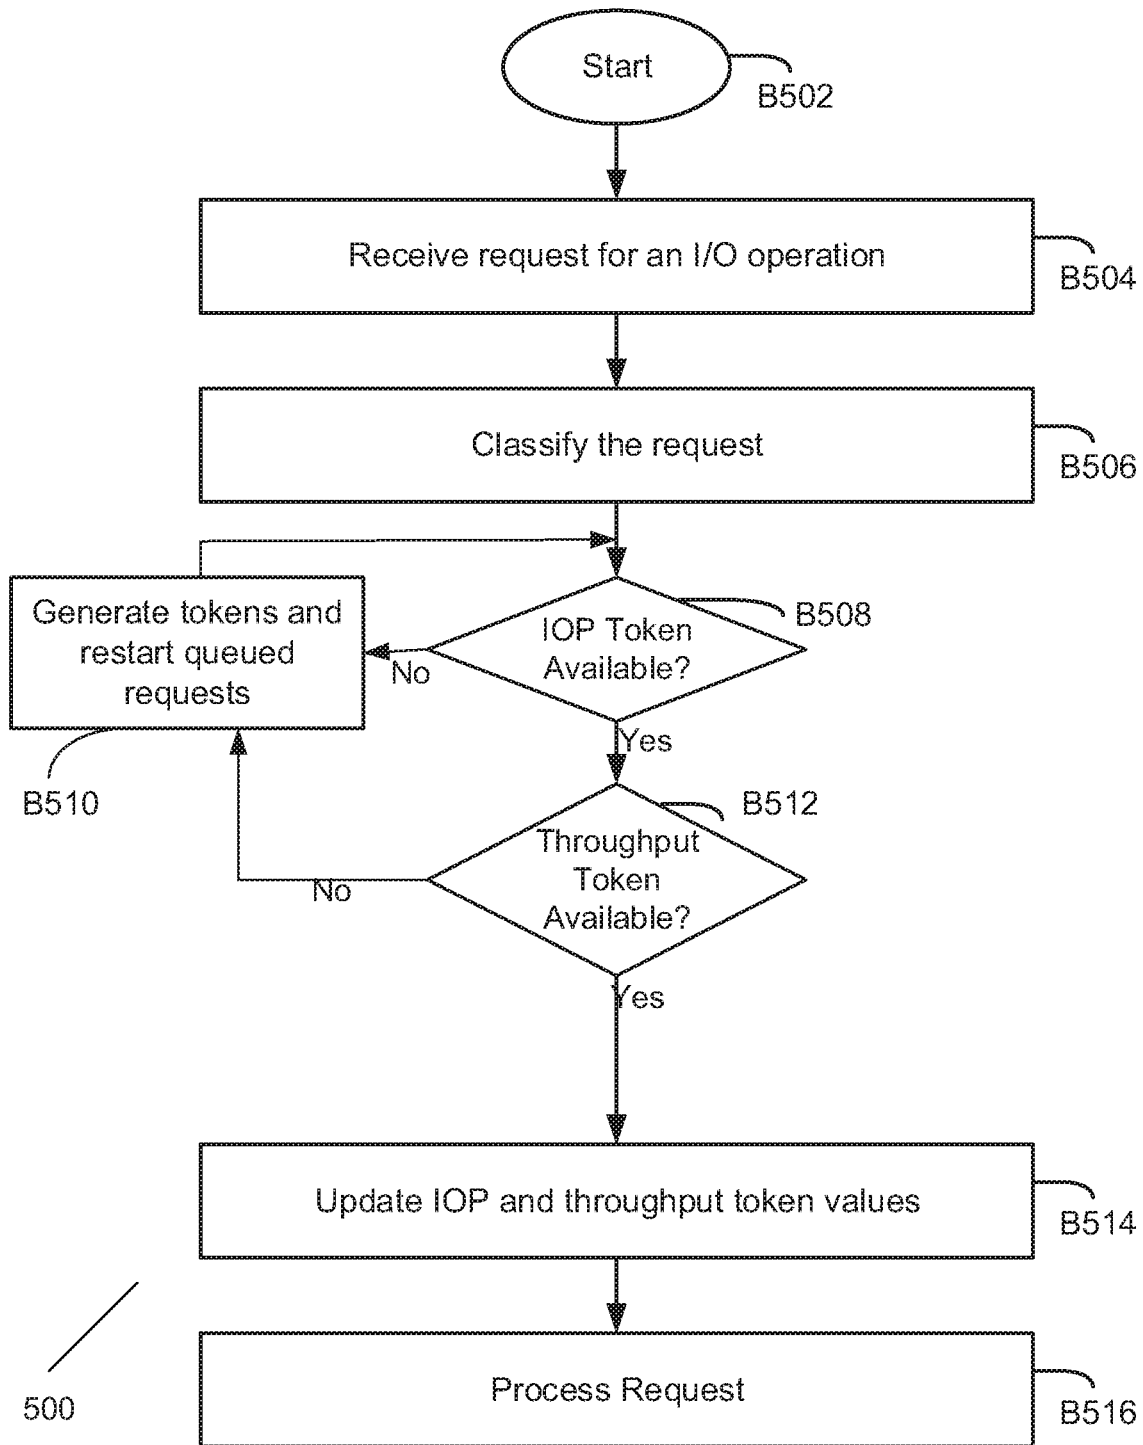 Start
B502
Receive request for an I/O operation
B504
Classify the request
B506
Generate tokens and
restart queued
requests
B510
IOP Token
Available?
B508
No
Yes
Throughput
Token
Available?
B512
No
Yes
Update IOP and throughput token values
B514
Process Request
B516
500